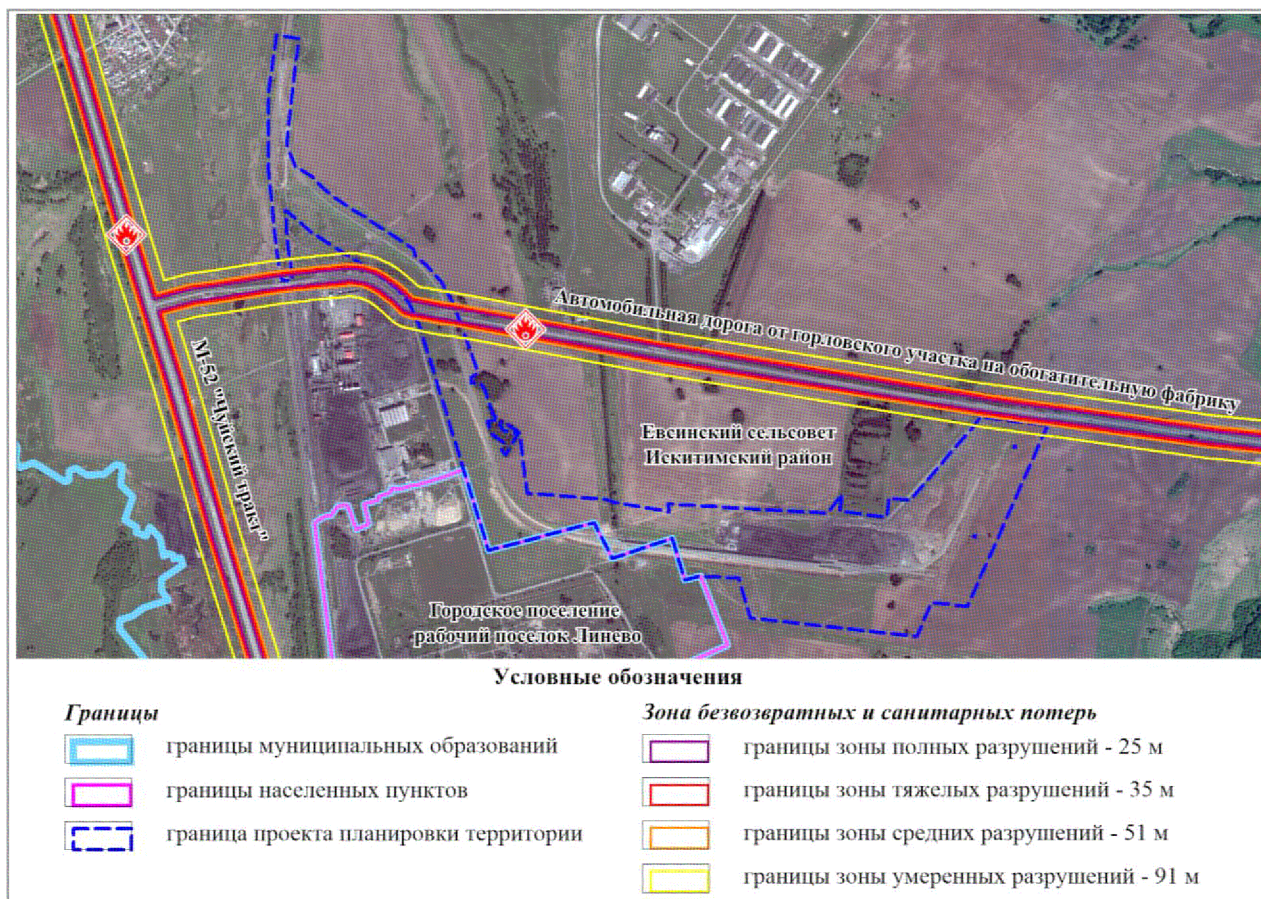 Автомобильная дорога от горловского участка на обогатительную фабрику
М-52 "Чуйский тракт"
Евсинский сельсовет
Искитимский район
Городское поселение
рабочий поселок Линево
Условные обозначения
Границы
границы муниципальных образований
границы населенных пунктов
граница проекта планировки территории
Зона безвозвратных и санитарных потерь
границы зоны полных разрушений - 25 м
границы зоны тяжелых разрушений - 35 м
границы зоны средних разрушений - 51 м
границы зоны умеренных разрушений - 91 м